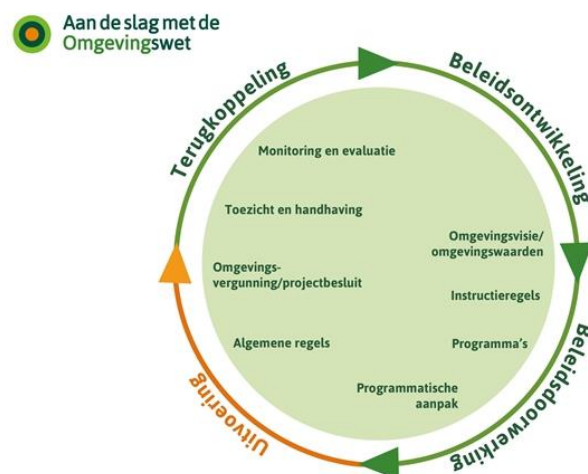 Aan de slag met de
Omgevingswet
Terugkoppeling
Beleidsontwikkeling
Monitoring en evaluatie
Toezicht en handhaving
Omgevingsvisie/
omgevingswaarden
Omgevings-
vergunning/projectbesluit
Instructieregels
Algemene regels
Programma's
Programmatische
aanpak
Uitvoering
Beleidsdoorwerking